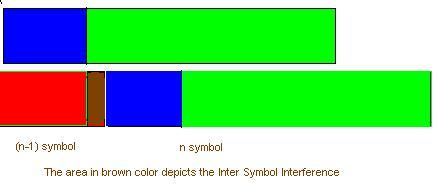 (n-1) symbol
n symbol
The area in brown color depicts the Inter Symbol Interference